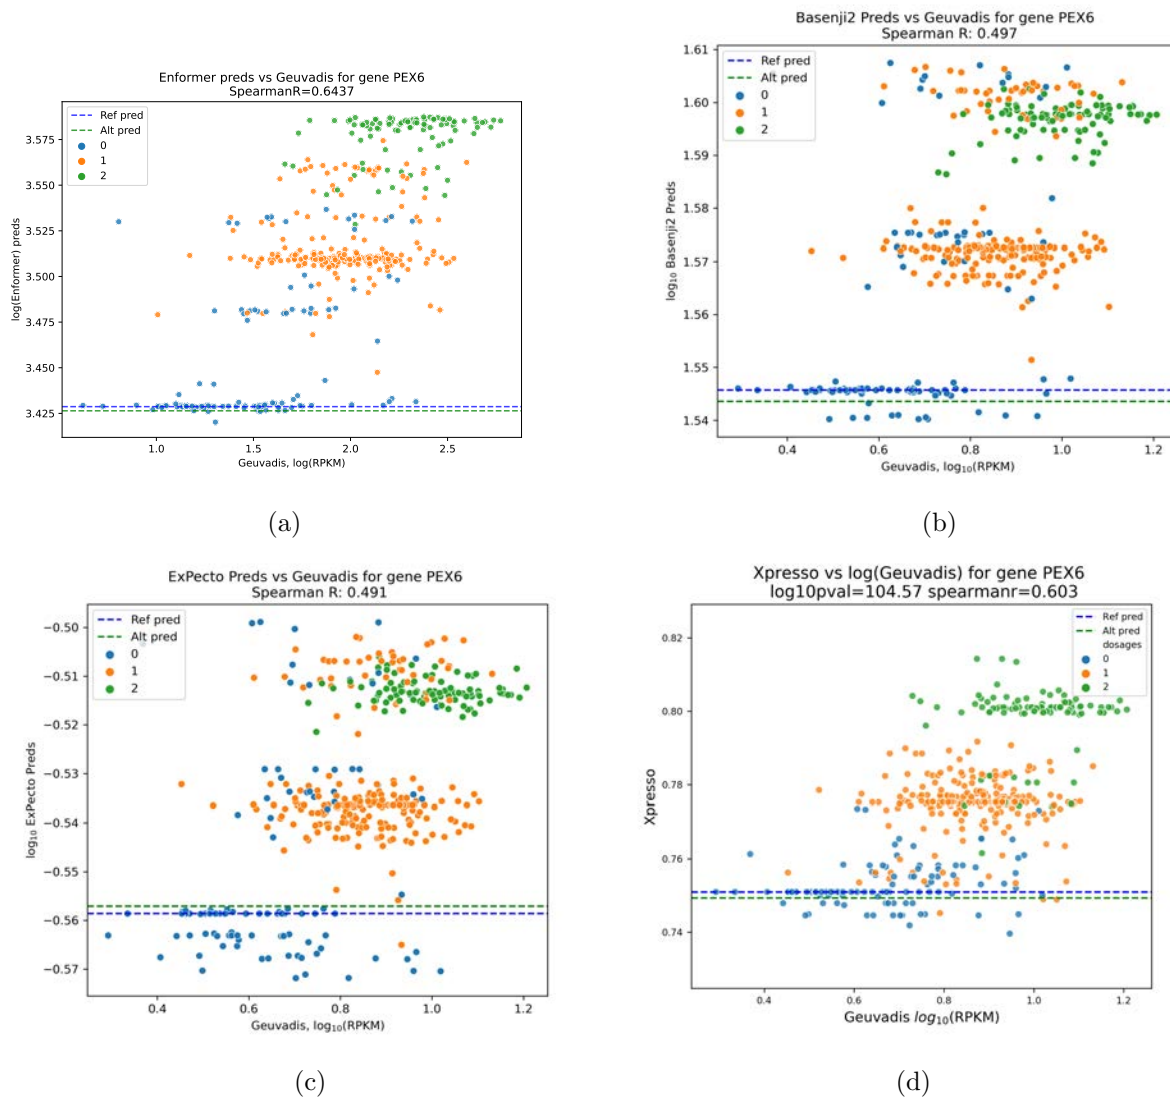 Enformer preds vs Geuvadis for gene PEX6
SpearmanR=0.6437
Ref pred
Alt pred
0
1
2
3.575
3.550
3.525
3.500
3.475
3.450
3.425
log(Enformer) preds
1.0 1.5 2.0 2.5
Geuvadis, log(RPKM)
(a)
Basenji2 Preds vs Geuvadis for gene PEX6
Spearman R: 0.497
Ref pred
Alt pred
0
1
2
1.61
1.60
1.59
1.58
1.57
1.56
1.55
1.54
log₁₀ Basenji2 Preds
0.4 0.6 0.8 1.0 1.2
Geuvadis, log₁₀(RPKM)
(b)
ExPecto Preds vs Geuvadis for gene PEX6
Spearman R: 0.491
Ref pred
Alt pred
0
1
2
−0.50
−0.51
−0.52
−0.53
−0.54
−0.55
−0.56
−0.57
log₁₀ ExPecto Preds
0.4 0.6 0.8 1.0 1.2
Geuvadis, log₁₀(RPKM)
(c)
Xpresso vs log(Geuvadis) for gene PEX6
log10pval=104.57 spearmanr=0.603
Ref pred
Alt pred
dosages
0
1
2
0.82
0.80
0.78
0.76
0.74
Xpresso
0.4 0.6 0.8 1.0 1.2
Geuvadis log₁₀(RPKM)
(d)